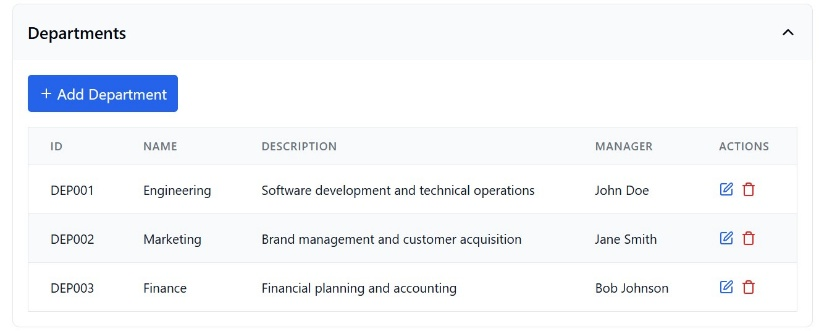 Departments
+ Add Department
ID NAME DESCRIPTION MANAGER ACTIONS
DEP001 Engineering Software development and technical operations John Doe
DEP002 Marketing Brand management and customer acquisition Jane Smith
DEP003 Finance Financial planning and accounting Bob Johnson